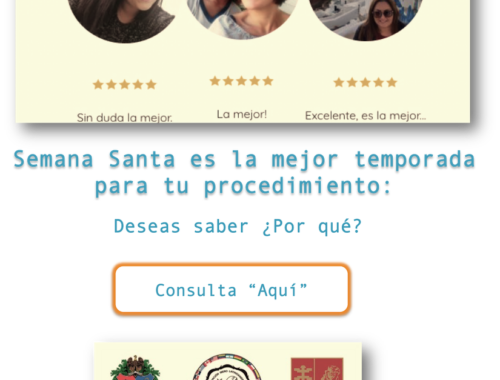 Sin duda la mejor.
La mejor!
Excelente, es la mejor...
Semana Santa es la mejor temporada
para tu procedimiento:
Deseas saber ¿Por qué?
Consulta “Aquí”